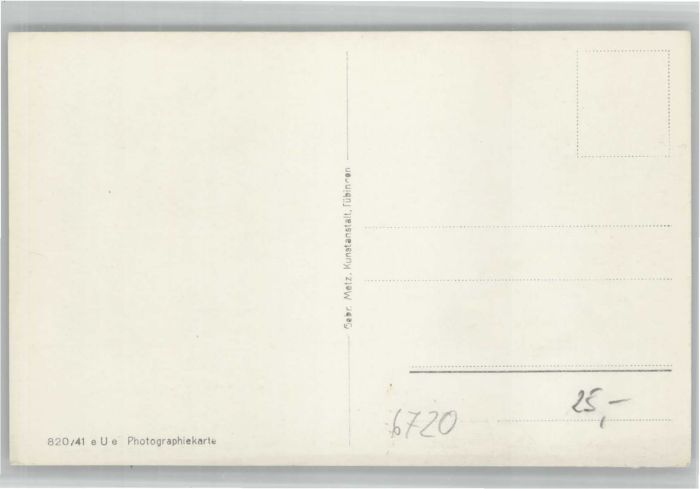 820/41 e U e Photographiekarte
Gebr. Metz, Kunstanstalt, Tübingen
6720
25,-